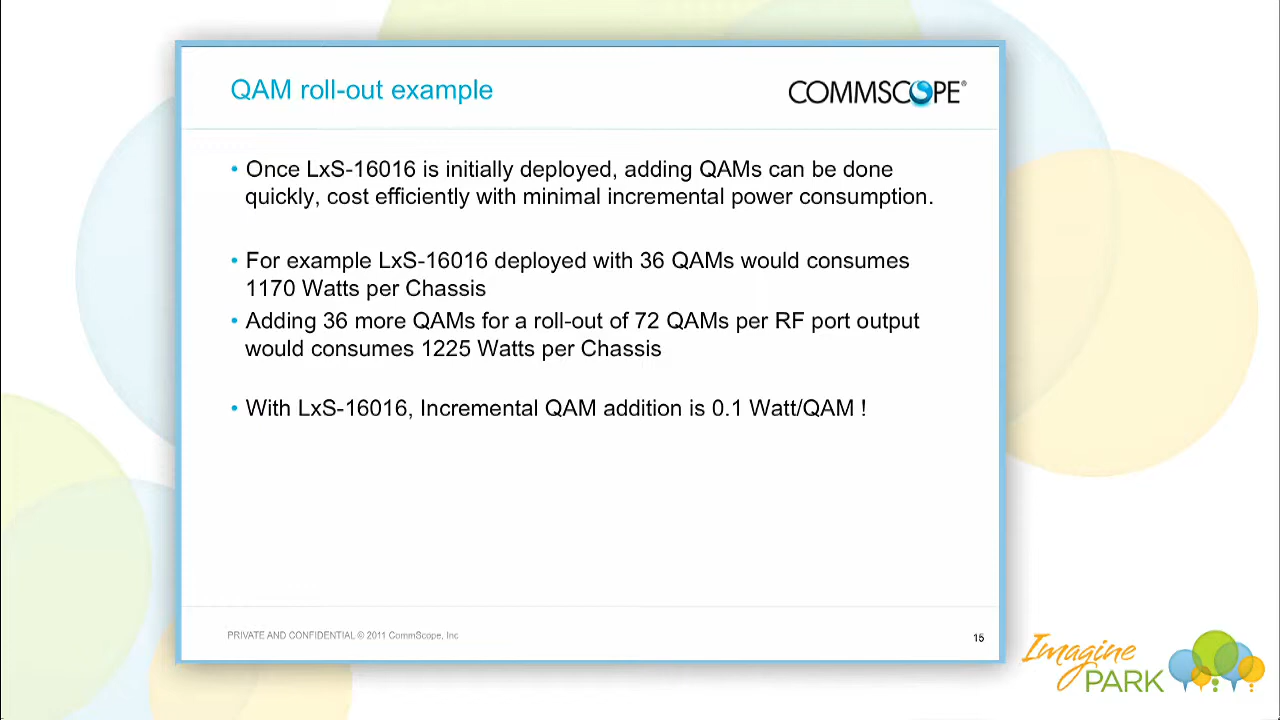 QAM roll-out example
COMMSCOPE®
• Once LxS-16016 is initially deployed, adding QAMs can be done
quickly, cost efficiently with minimal incremental power consumption.
• For example LxS-16016 deployed with 36 QAMs would consumes
1170 Watts per Chassis
• Adding 36 more QAMs for a roll-out of 72 QAMs per RF port output
would consumes 1225 Watts per Chassis
• With LxS-16016, Incremental QAM addition is 0.1 Watt/QAM !
PRIVATE AND CONFIDENTIAL © 2011 CommScope, Inc
15
Imagine
PARK